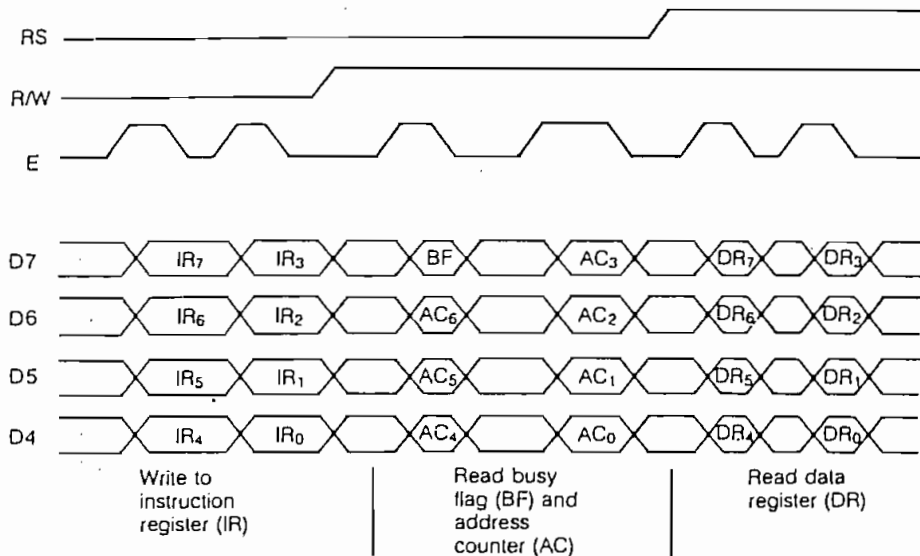 RS
R/W
E
D7 IR₇ IR₃ BF AC₃ DR₇ DR₃
D6 IR₆ IR₂ AC₆ AC₂ DR₆ DR₂
D5 IR₅ IR₁ AC₅ AC₁ DR₅ DR₁
D4 IR₄ IR₀ AC₄ AC₀ DR₄ DR₀
Write to
instruction
register (IR)
Read busy
flag (BF) and
address
counter (AC)
Read data
register (DR)